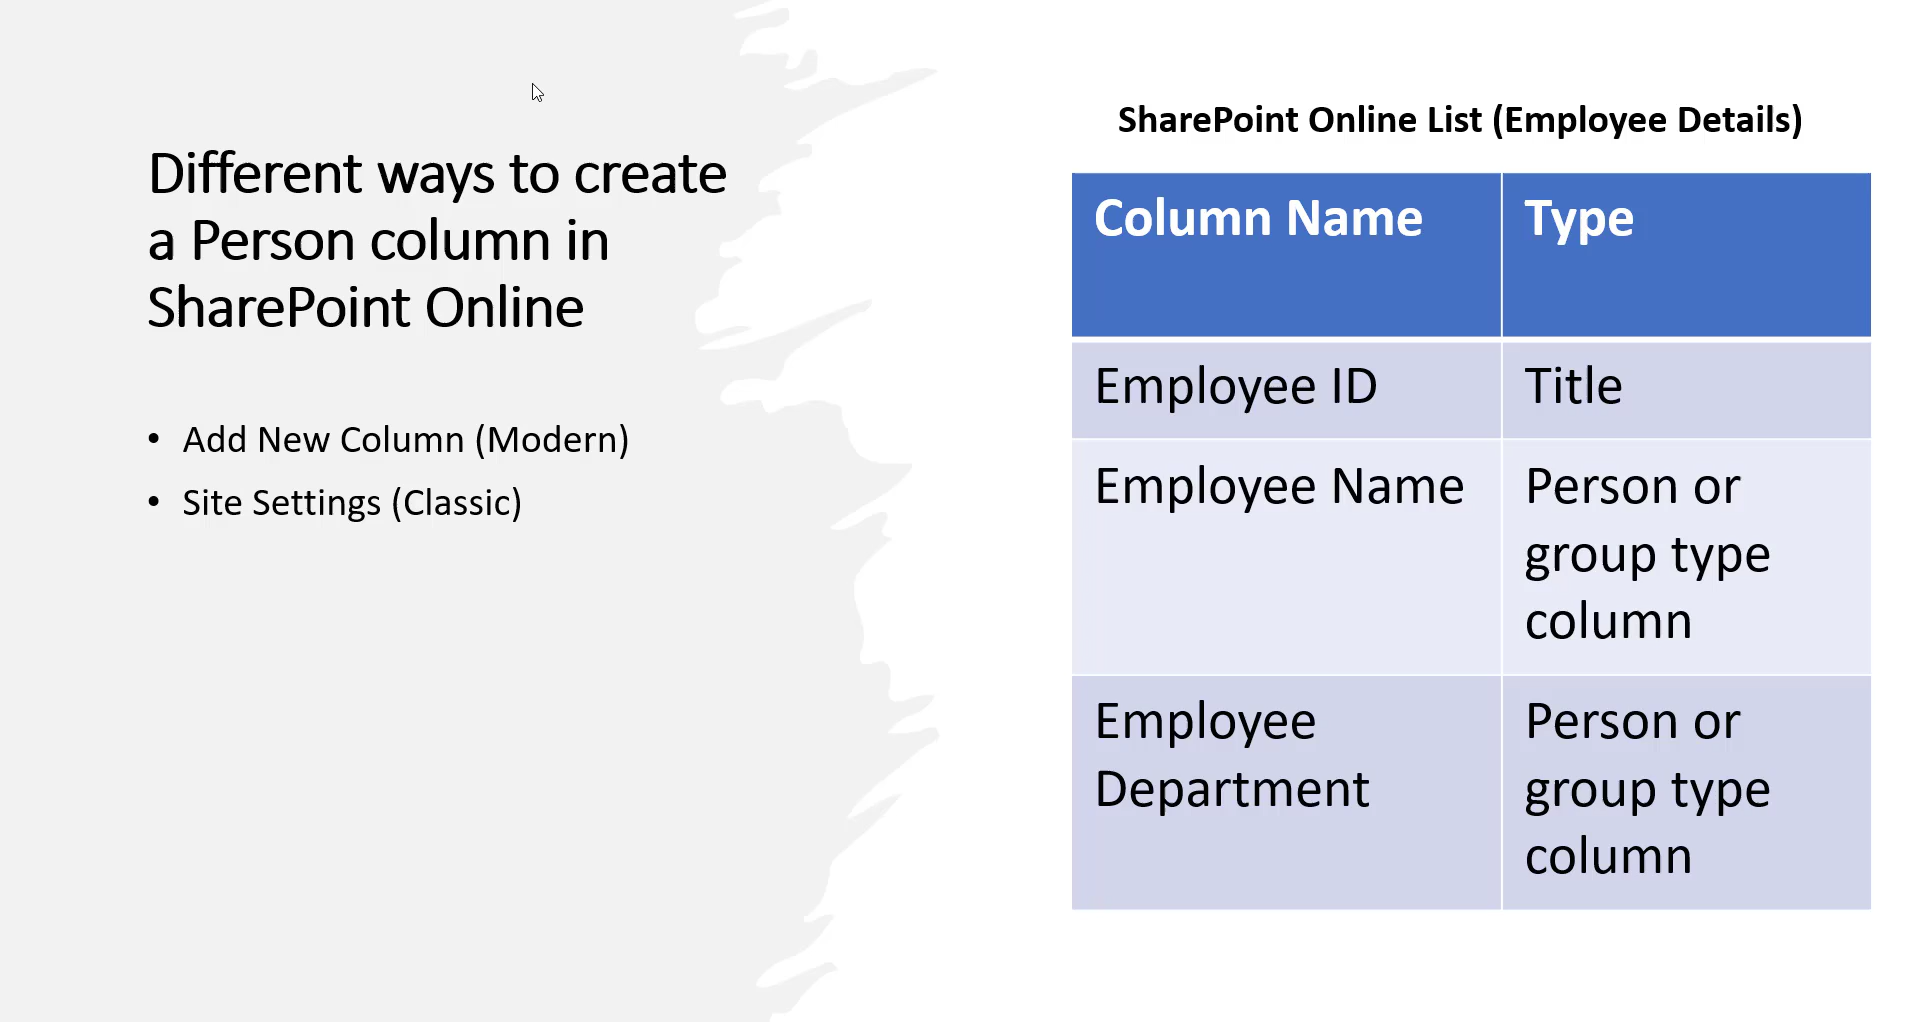 Different ways to create
a Person column in
SharePoint Online
• Add New Column (Modern)
• Site Settings (Classic)
SharePoint Online List (Employee Details)
Column Name
Type
Employee ID
Title
Employee Name
Person or
group type
column
Employee
Department
Person or
group type
column